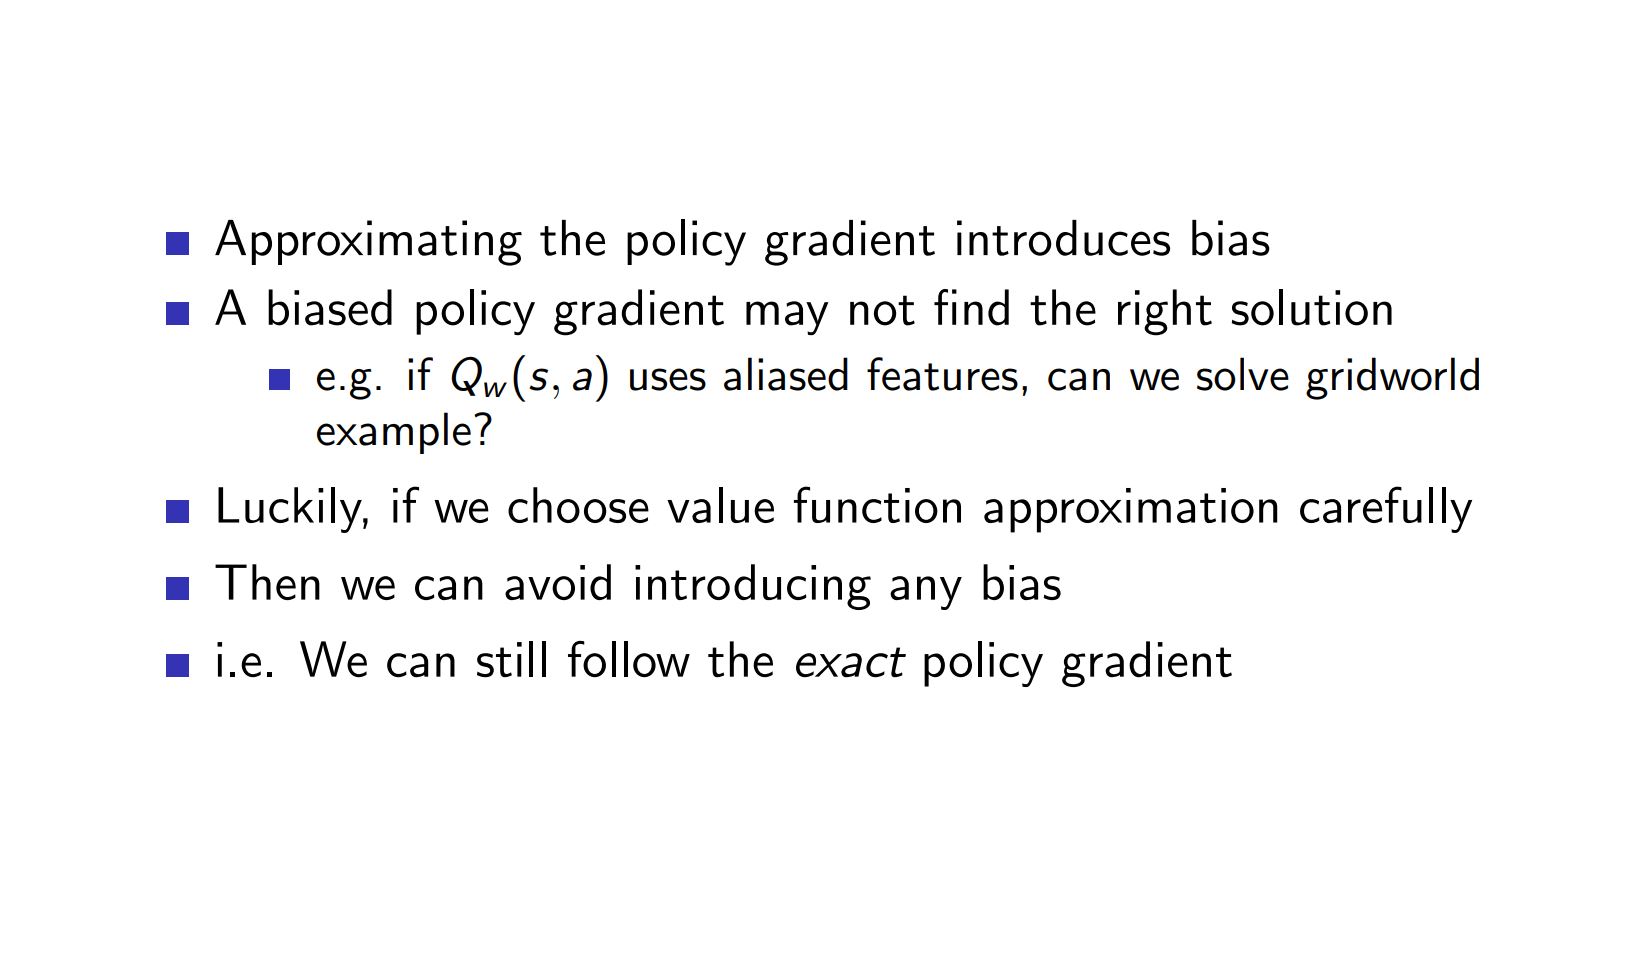 Approximating the policy gradient introduces bias
A biased policy gradient may not find the right solution
e.g. if Q_w(s, a) uses aliased features, can we solve gridworld
example?
Luckily, if we choose value function approximation carefully
Then we can avoid introducing any bias
i.e. We can still follow the exact policy gradient